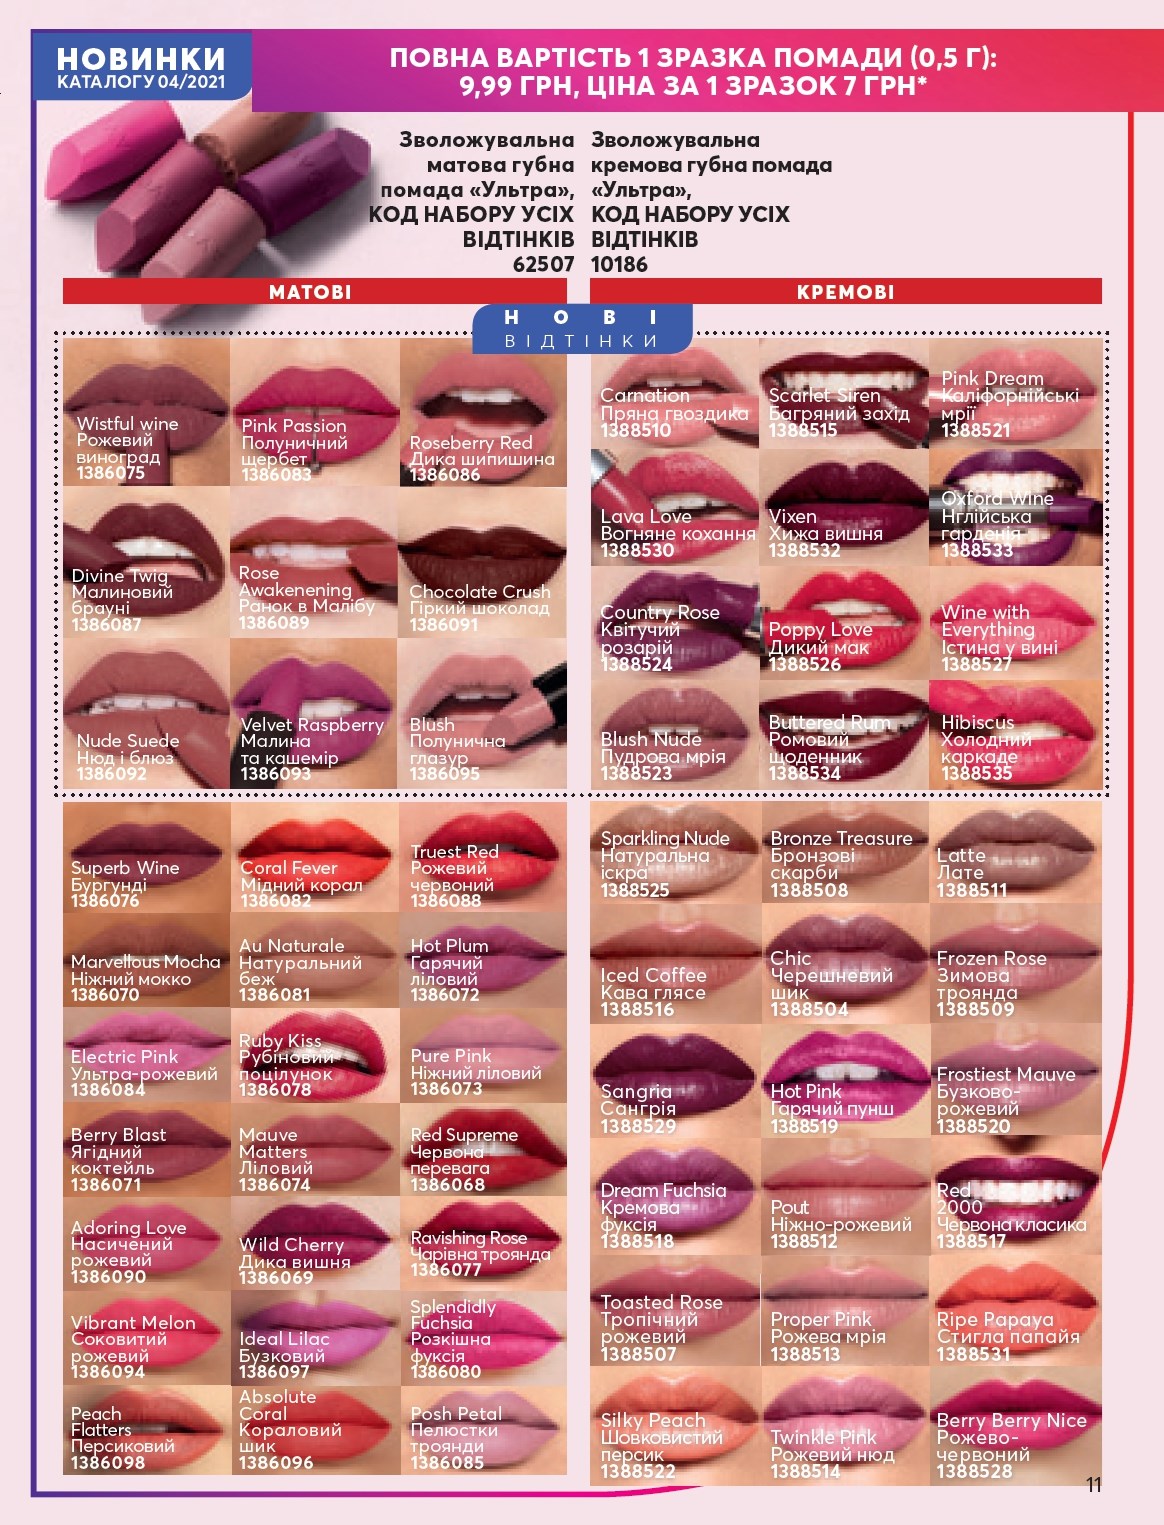 НОВИНКИ
КАТАЛОГУ 04/2021
ПОВНА ВАРТІСТЬ 1 ЗРАЗКА ПОМАДИ (0,5 Г):
9,99 ГРН, ЦІНА ЗА 1 ЗРАЗОК 7 ГРН*
Зволожувальна
матова губна
помада «Ультра»,
КОД НАБОРУ УСІХ
ВІДТІНКІВ
62507
Зволожувальна
кремова губна помада
«Ультра»,
КОД НАБОРУ УСІХ
ВІДТІНКІВ
10186
МАТОВІ
КРЕМОВІ
НОВІ
ВІДТІНКИ
Wistful wine
Рожевий
виноград
1386075
Pink Passion
Полуничний
щербет
1386083
Roseberry Red
Дика шипишина
1386086
Divine Twig
Малиновий
брауні
1386087
Rose
Awakenening
Ранок в Малібу
1386089
Chocolate Crush
Гіркий шоколад
1386091
Nude Suede
Нюд і блюз
1386092
Velvet Raspberry
Малина
та кашемір
1386093
Blush
Полунична
глазур
1386095
Carnation
Пряна гвоздика
1388510
Scarlet Siren
Багряний захід
1388515
Pink Dream
Каліфорнійські
мрії
1388521
Lava Love
Вогняне кохання
1388530
Vixen
Хижа вишня
1388532
Oxford Wine
Нглійська
гарденія
1388533
Country Rose
Квітучий
розарій
1388524
Poppy Love
Дикий мак
1388526
Wine with
Everything
Істина у вині
1388527
Blush Nude
Пудрова мрія
1388523
Buttered Rum
Ромовий
щоденник
1388534
Hibiscus
Холодний
каркаде
1388535
Superb Wine
Бургунді
1386076
Coral Fever
Мідний корал
1386082
Truest Red
Рожевий
червоний
1386088
Marvellous Mocha
Ніжний мокко
1386070
Au Naturale
Натуральний
беж
1386081
Hot Plum
Гарячий
ліловий
1386072
Electric Pink
Ультра-рожевий
1386084
Ruby Kiss
Рубіновий
поцілунок
1386078
Pure Pink
Ніжний ліловий
1386073
Berry Blast
Ягідний
коктейль
1386071
Mauve
Matters
Ліловий
1386074
Red Supreme
Червона
перевага
1386068
Adoring Love
Насичений
рожевий
1386090
Wild Cherry
Дика вишня
1386069
Ravishing Rose
Чарівна троянда
1386077
Vibrant Melon
Соковитий
рожевий
1386094
Ideal Lilac
Бузковий
1386097
Splendidly
Fuchsia
Розкішна
фуксія
1386080
Peach
Flatters
Персиковий
1386098
Absolute
Coral
Кораловий
шик
1386096
Posh Petal
Пелюстки
троянди
1386085
Sparkling Nude
Натуральна
іскра
1388525
Bronze Treasure
Бронзові
скарби
1388508
Latte
Лате
1388511
Iced Coffee
Кава глясе
1388516
Chic
Черешневий
шик
1388504
Frozen Rose
Зимова
троянда
1388509
Sangria
Сангрія
1388529
Hot Pink
Гарячий пунш
1388519
Frostiest Mauve
Бузково-
рожевий
1388520
Dream Fuchsia
Кремова
фуксія
1388518
Pout
Ніжно-рожевий
1388512
Red
2000
Червона класика
1388517
Toasted Rose
Тропічний
рожевий
1388507
Proper Pink
Рожева мрія
1388513
Ripe Papaya
Стигла папайя
1388531
Silky Peach
Шовковистий
персик
1388522
Twinkle Pink
Рожевий нюд
1388514
Berry Berry Nice
Рожево-
червоний
1388528
11